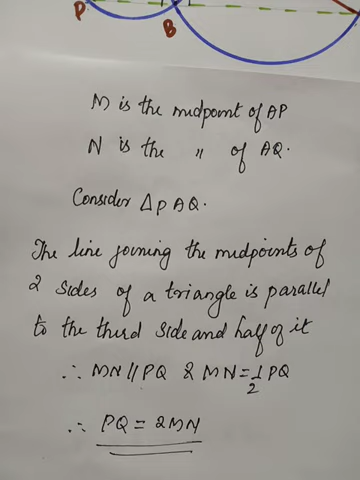 P
B
M is the midpoint of AP
N is the " of AQ.
Consider ΔPAQ.
The line joining the midpoints of
2 sides of a triangle is parallel
to the third side and half of it
∴ MN // PQ & MN = 1/2 PQ
∴ PQ = 2MN